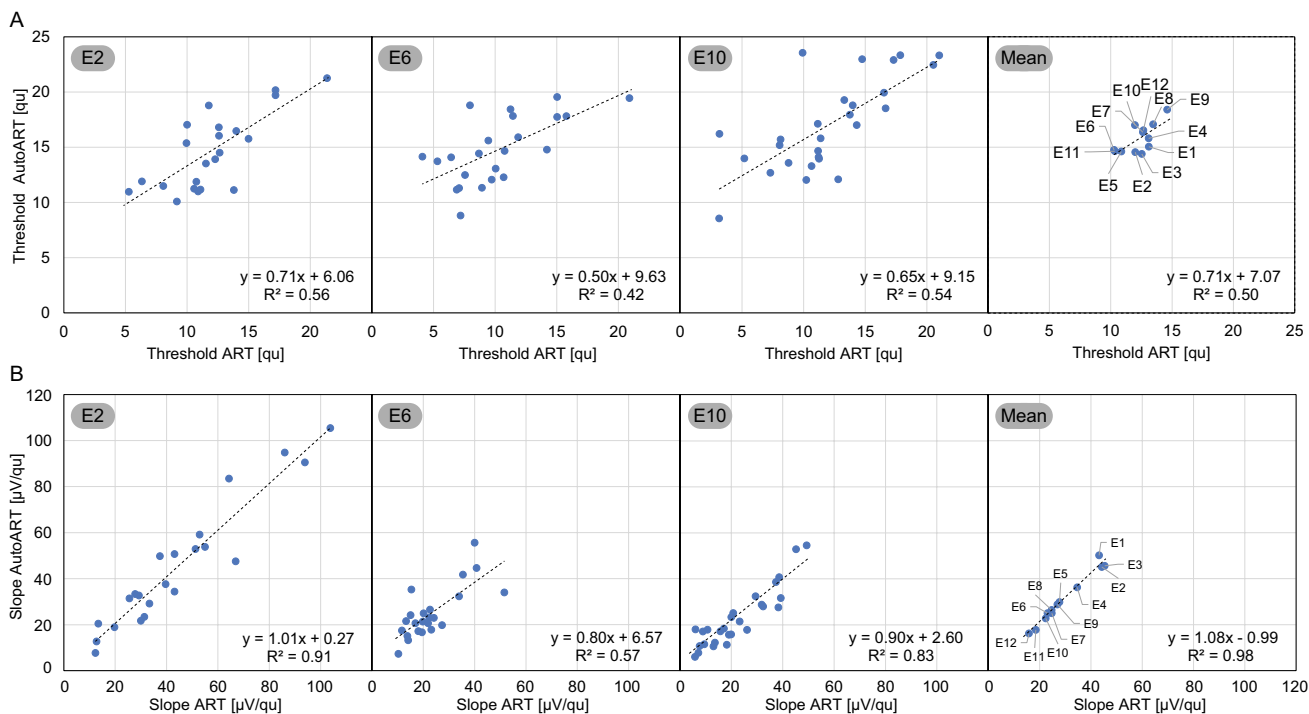 A
E2 E6 E10 Mean
Threshold AutoART [qu]
25
20
15
10
5
0
E10 E12
E7 E8 E9
E6 E4
E11 E1
E5 E2 E3
y = 0.71x + 6.06
R² = 0.56
y = 0.50x + 9.63
R² = 0.42
y = 0.65x + 9.15
R² = 0.54
y = 0.71x + 7.07
R² = 0.50
0 5 10 15 20 0 5 10 15 20 0 5 10 15 20 0 5 10 15 20 25
Threshold ART [qu] Threshold ART [qu] Threshold ART [qu] Threshold ART [qu]
B
E2 E6 E10 Mean
Slope AutoART [µV/qu]
120
100
80
60
40
20
0
E1
E3
E2
E5
E8
E4
E6
E9
E7
E12
E11 E10
y = 1.01x + 0.27
R² = 0.91
y = 0.80x + 6.57
R² = 0.57
y = 0.90x + 2.60
R² = 0.83
y = 1.08x - 0.99
R² = 0.98
0 20 40 60 80 100 0 20 40 60 80 100 0 20 40 60 80 100 0 20 40 60 80 100 120
Slope ART [µV/qu] Slope ART [µV/qu] Slope ART [µV/qu] Slope ART [µV/qu]